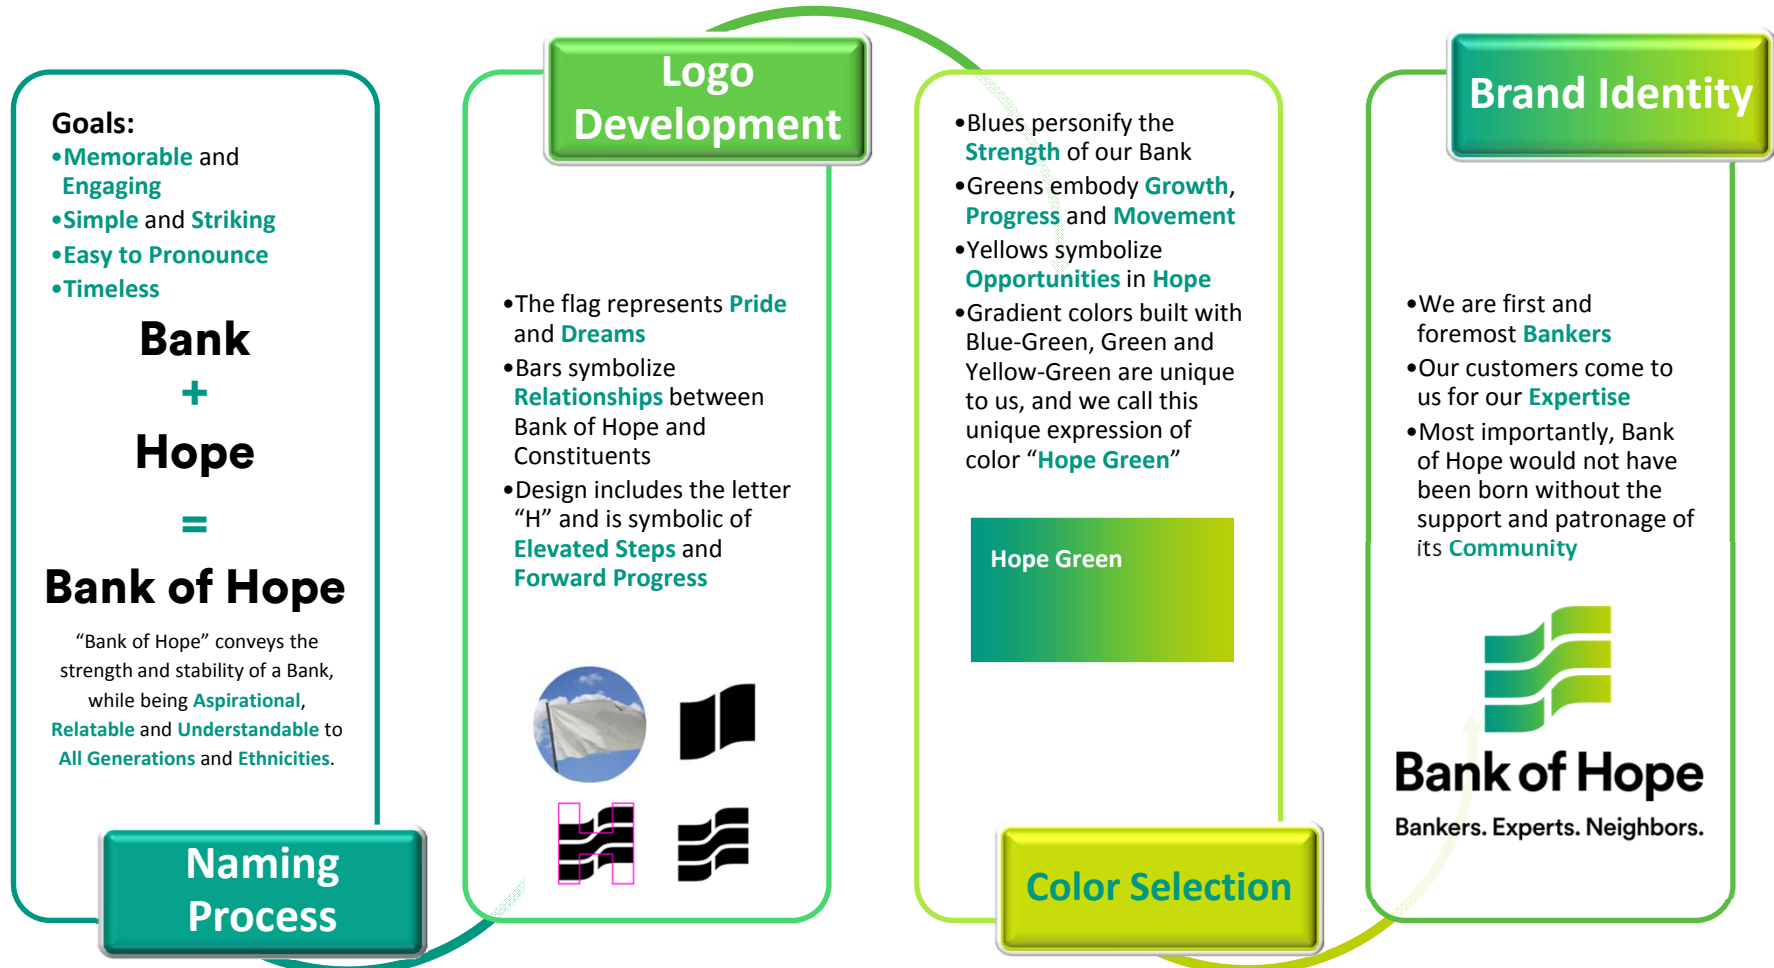 Goals:
•Memorable and
Engaging
•Simple and Striking
•Easy to Pronounce
•Timeless
Bank
+
Hope
=
Bank of Hope
“Bank of Hope” conveys the
strength and stability of a Bank,
while being Aspirational,
Relatable and Understandable to
All Generations and Ethnicities.
Naming
Process
Logo
Development
•The flag represents Pride
and Dreams
•Bars symbolize
Relationships between
Bank of Hope and
Constituents
•Design includes the letter
“H” and is symbolic of
Elevated Steps and
Forward Progress
•Blues personify the
Strength of our Bank
•Greens embody Growth,
Progress and Movement
•Yellows symbolize
Opportunities in Hope
•Gradient colors built with
Blue-Green, Green and
Yellow-Green are unique
to us, and we call this
unique expression of
color “Hope Green”
Hope Green
Color Selection
Brand Identity
•We are first and
foremost Bankers
•Our customers come to
us for our Expertise
•Most importantly, Bank
of Hope would not have
been born without the
support and patronage of
its Community
Bank of Hope
Bankers. Experts. Neighbors.